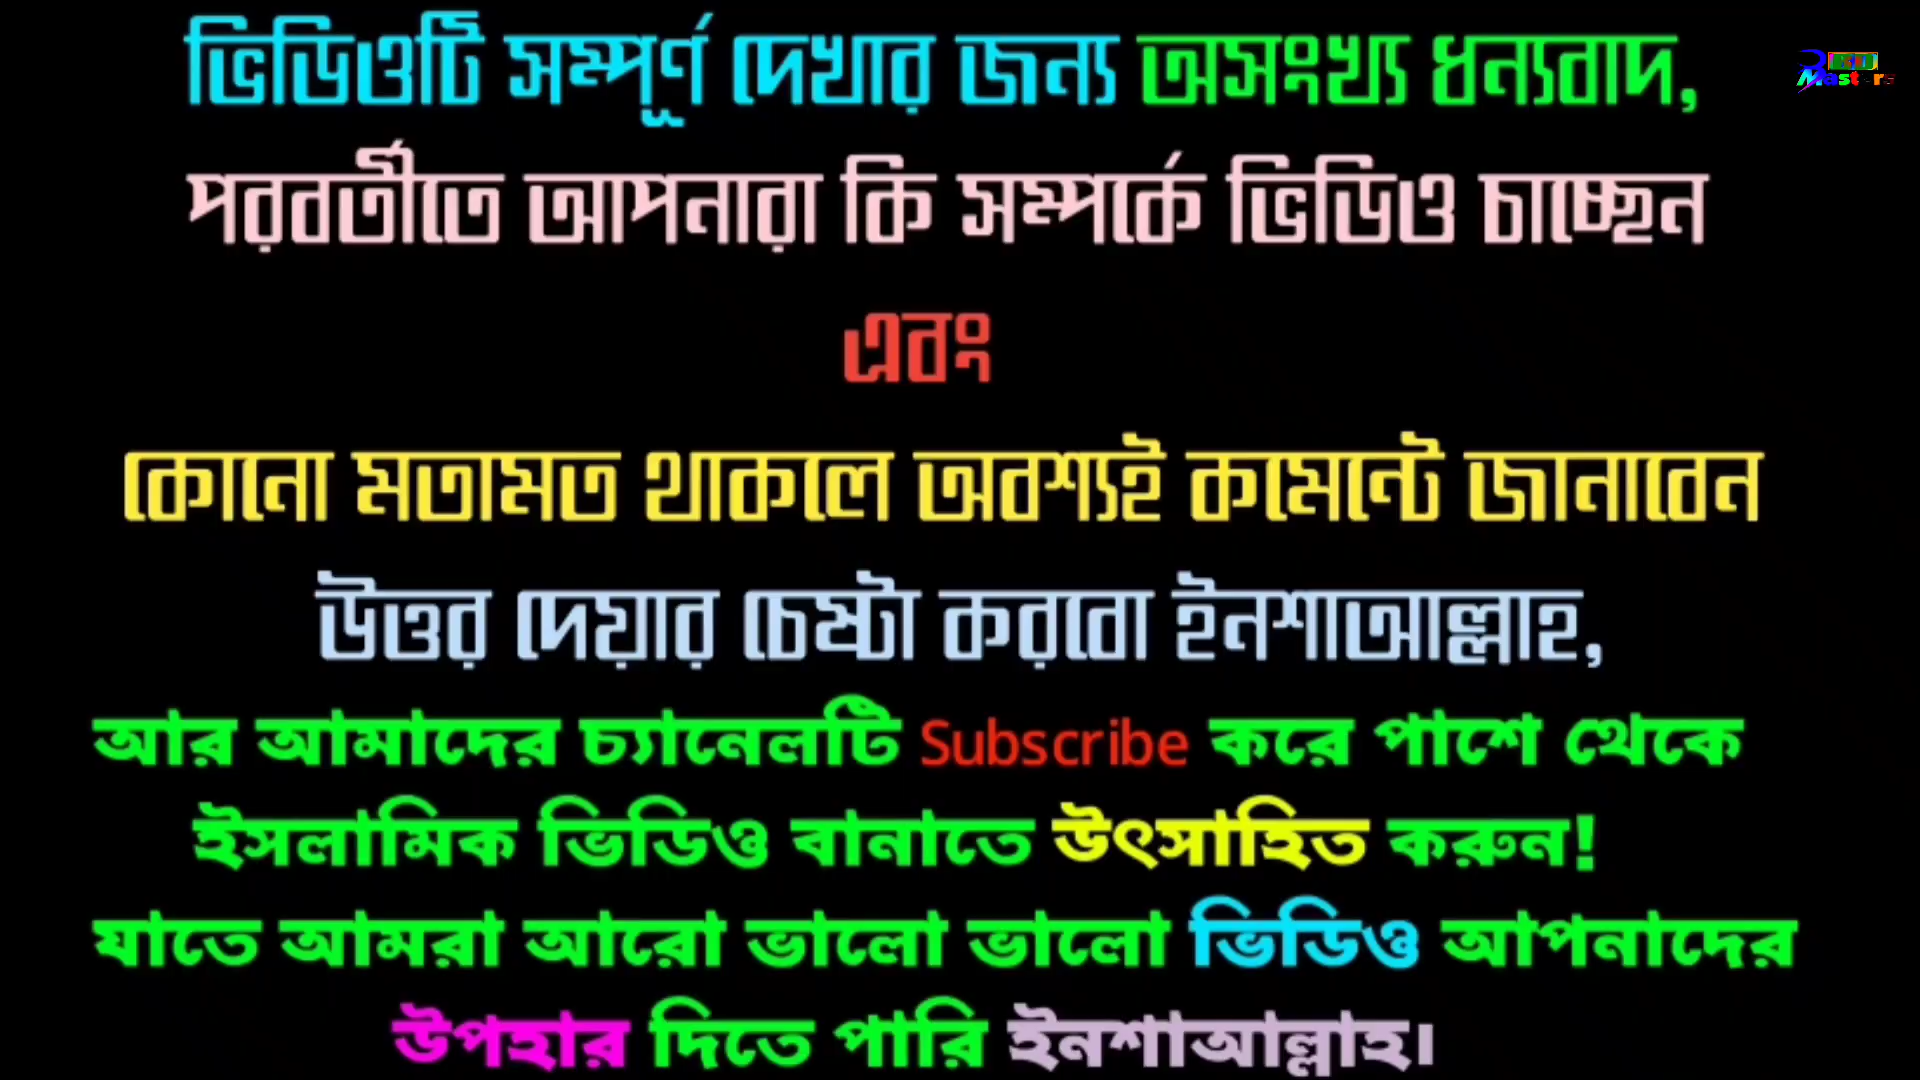 ভিডিওটি সম্পূর্ণ দেখার জন্য অসংখ্য ধন্যবাদ,
পরবর্তীতে আপনারা কি সম্পর্কে ভিডিও চাচ্ছেন
এবং
কোনো মতামত থাকলে অবশ্যই কমেন্টে জানাবেন
উত্তর দেয়ার চেষ্টা করবো ইনশাআল্লাহ,
আর আমাদের চ্যানেলটি Subscribe করে পাশে থেকে
ইসলামিক ভিডিও বানাতে উৎসাহিত করুন!
যাতে আমরা আরো ভালো ভালো ভিডিও আপনাদের
উপহার দিতে পারি ইনশাআল্লাহ।